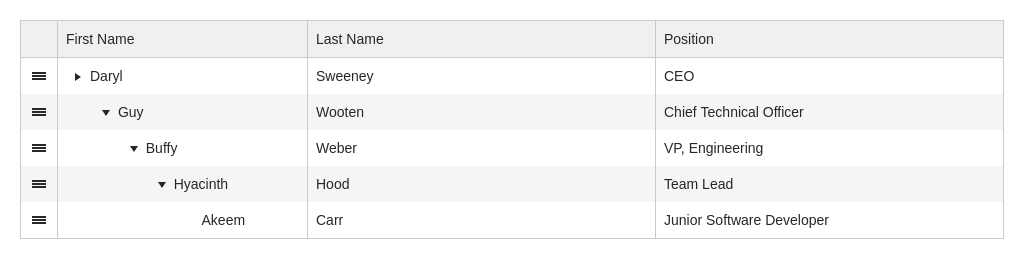 First Name Last Name Position
Daryl Sweeney CEO
Guy Wooten Chief Technical Officer
Buffy Weber VP, Engineering
Hyacinth Hood Team Lead
Akeem Carr Junior Software Developer